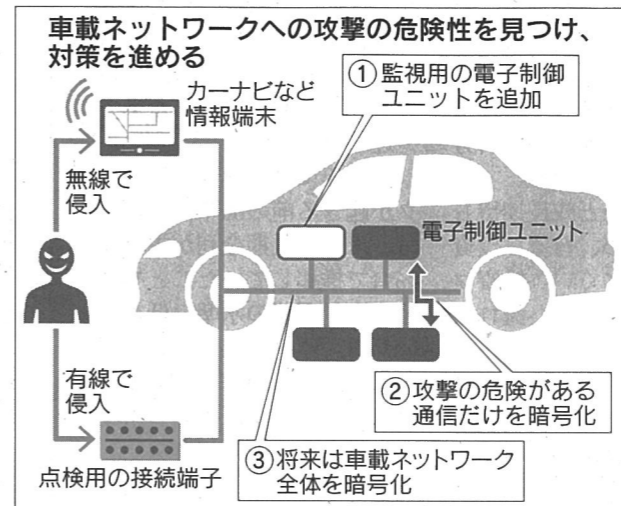 車載ネットワークへの攻撃の危険性を見つけ、
対策を進める
カーナビなど
情報端末
①監視用の電子制御
ユニットを追加
無線で
侵入
電子制御ユニット
有線で
侵入
②攻撃の危険がある
通信だけを暗号化
点検用の接続端子
③将来は車載ネットワーク
全体を暗号化